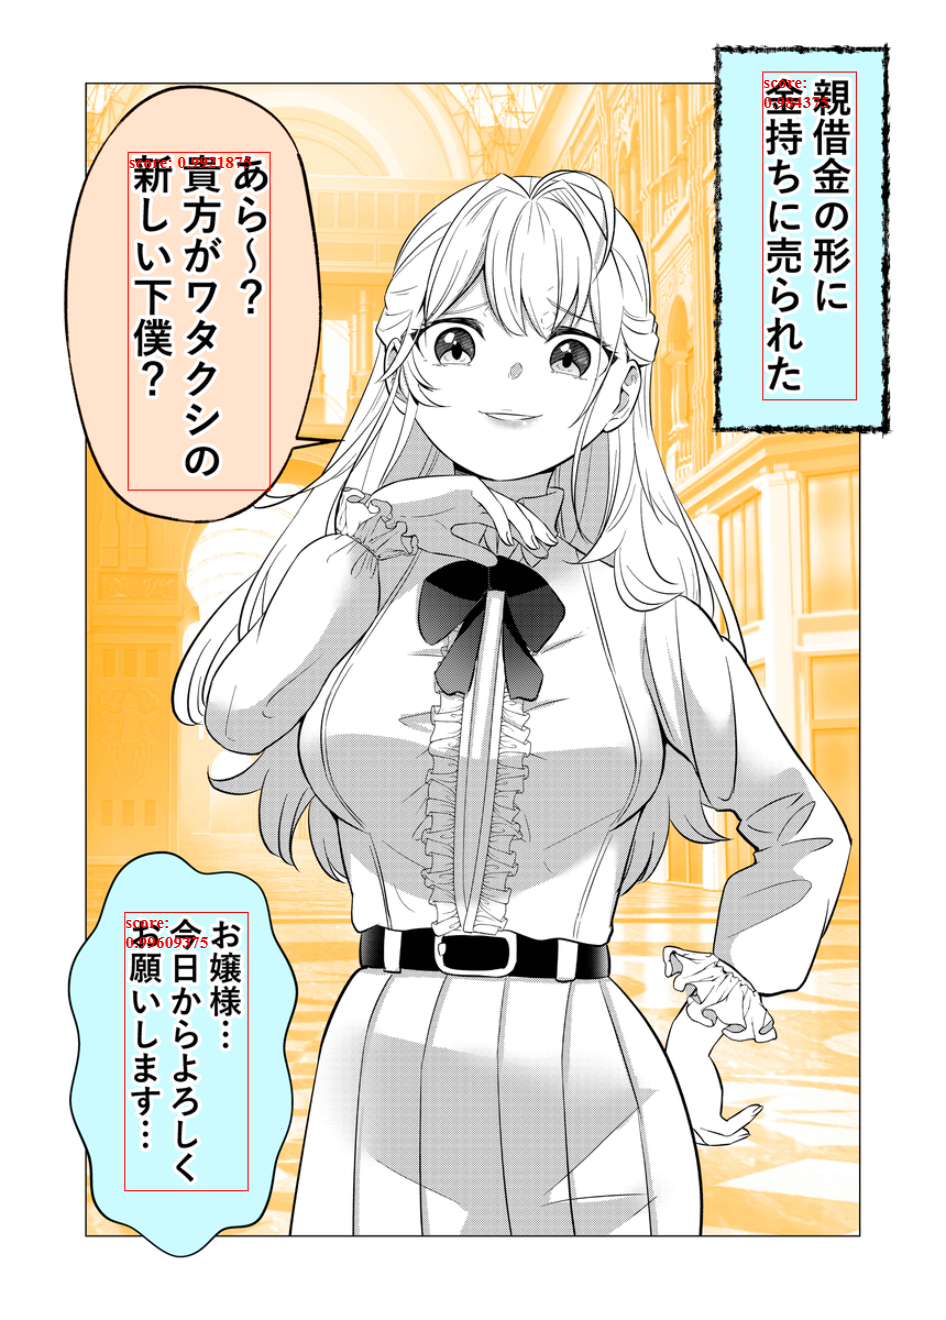 親借金の形に
金持ちに売られた
score:
0.984375
あら～？
貴方がワタクシの
新しい下僕？
score: 0.9921875
お嬢様…
今日からよろしく
お願いします…
score:
0.99609375